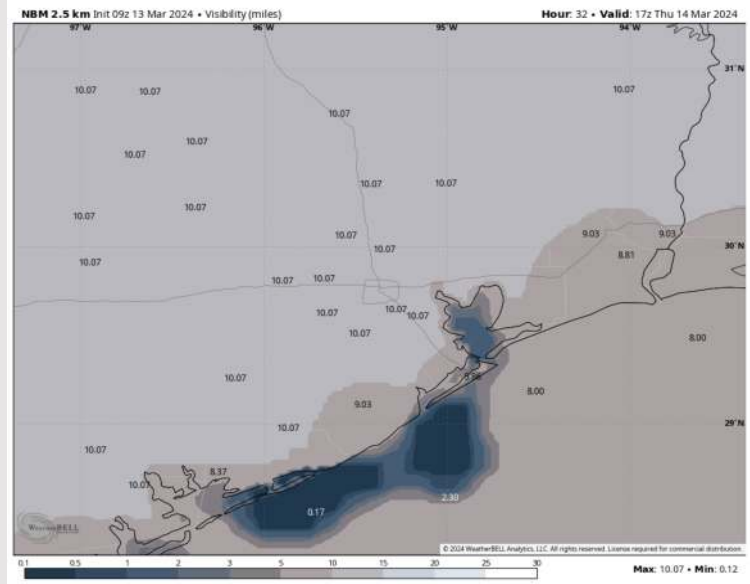 NBM 2.5 km Init 09z 13 Mar 2024 • Visibility (miles)
Hour: 32 • Valid: 17z Thu 14 Mar 2024
97°W 96°W 95°W 94°W
31°N
10.07 10.07 10.07
10.07
10.07
10.07
10.07 10.07
10.07
10.07
10.07 9.03 9.03
10.07 30°N
8.81
10.07
10.07 10.07
10.07 10.07 10.07
10.07
8.00
10.07
8.00
9.03
10.07 29°N
10.07
8.37
10.07
2.30
0.17
WeatherBELL
© 2024 WeatherBELL Analytics, LLC. All rights reserved. License required for commercial distribution.
0.1 0.5 1 2 3 5 10 15 20 25 30
Max: 10.07 • Min: 0.12